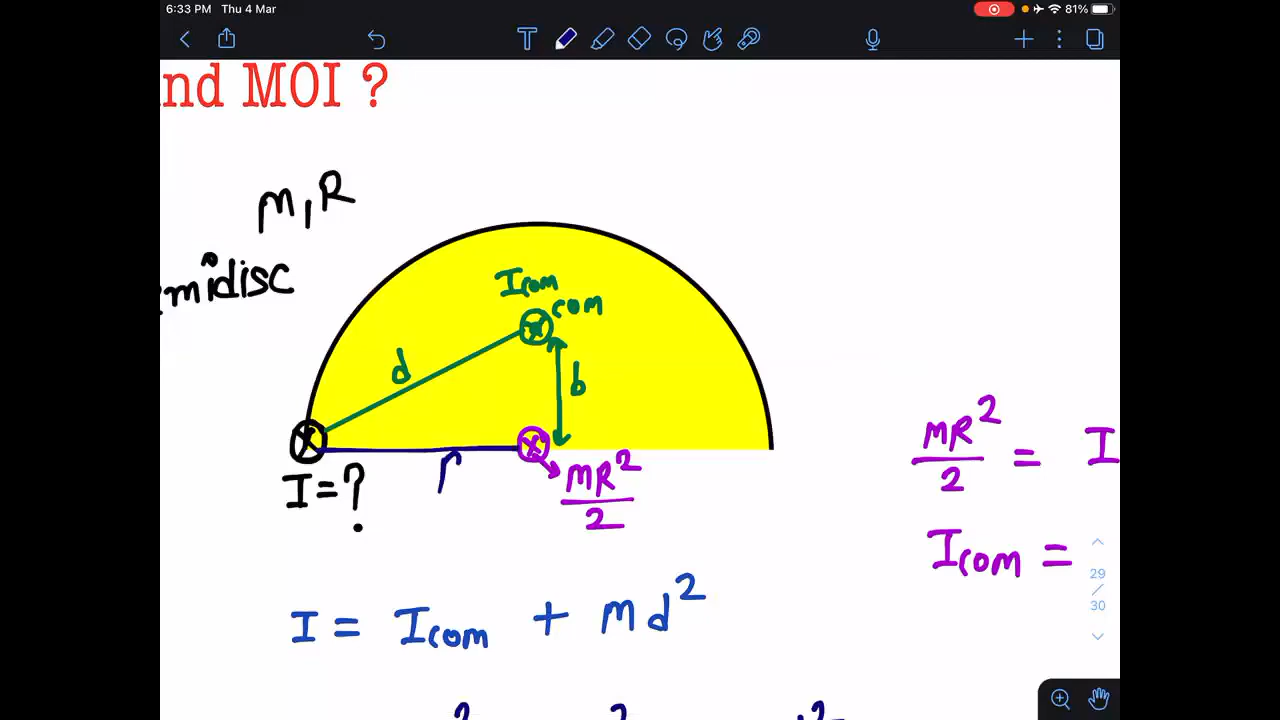 6:33 PM Thu 4 Mar
81%
nd MOI ?
M, R
midisc
Icom
com
d
b
I = ?
r
MR²/2
MR²/2 = I
Icom =
29
/
30
I = Icom + Md²